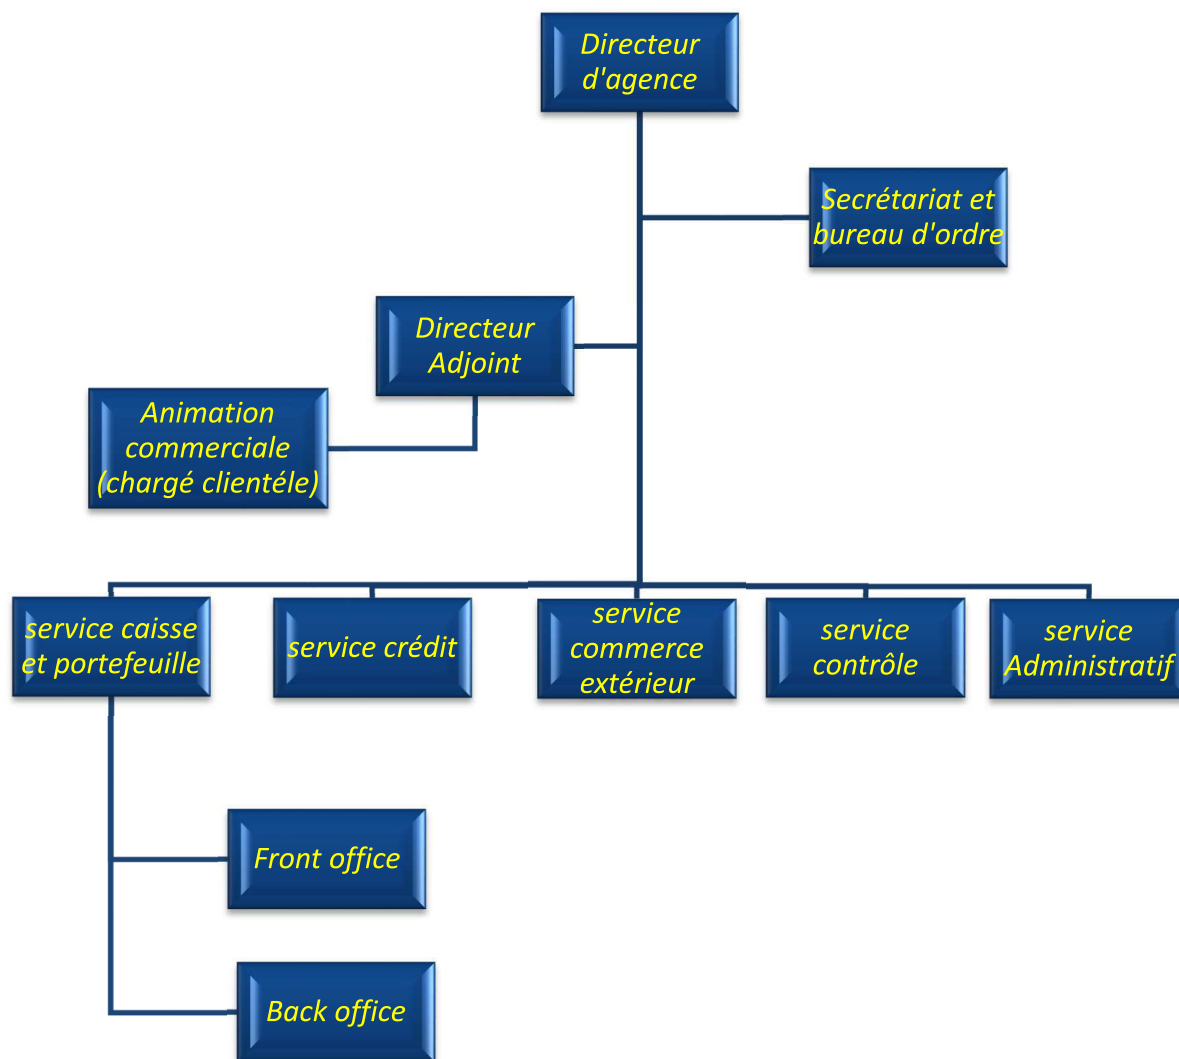 Directeur
d'agence
Secrétariat et
bureau d'ordre
Directeur
Adjoint
Animation
commerciale
(chargé clientéle)
service caisse
et portefeuille
service crédit
service
commerce
extérieur
service
contrôle
service
Administratif
Front office
Back office